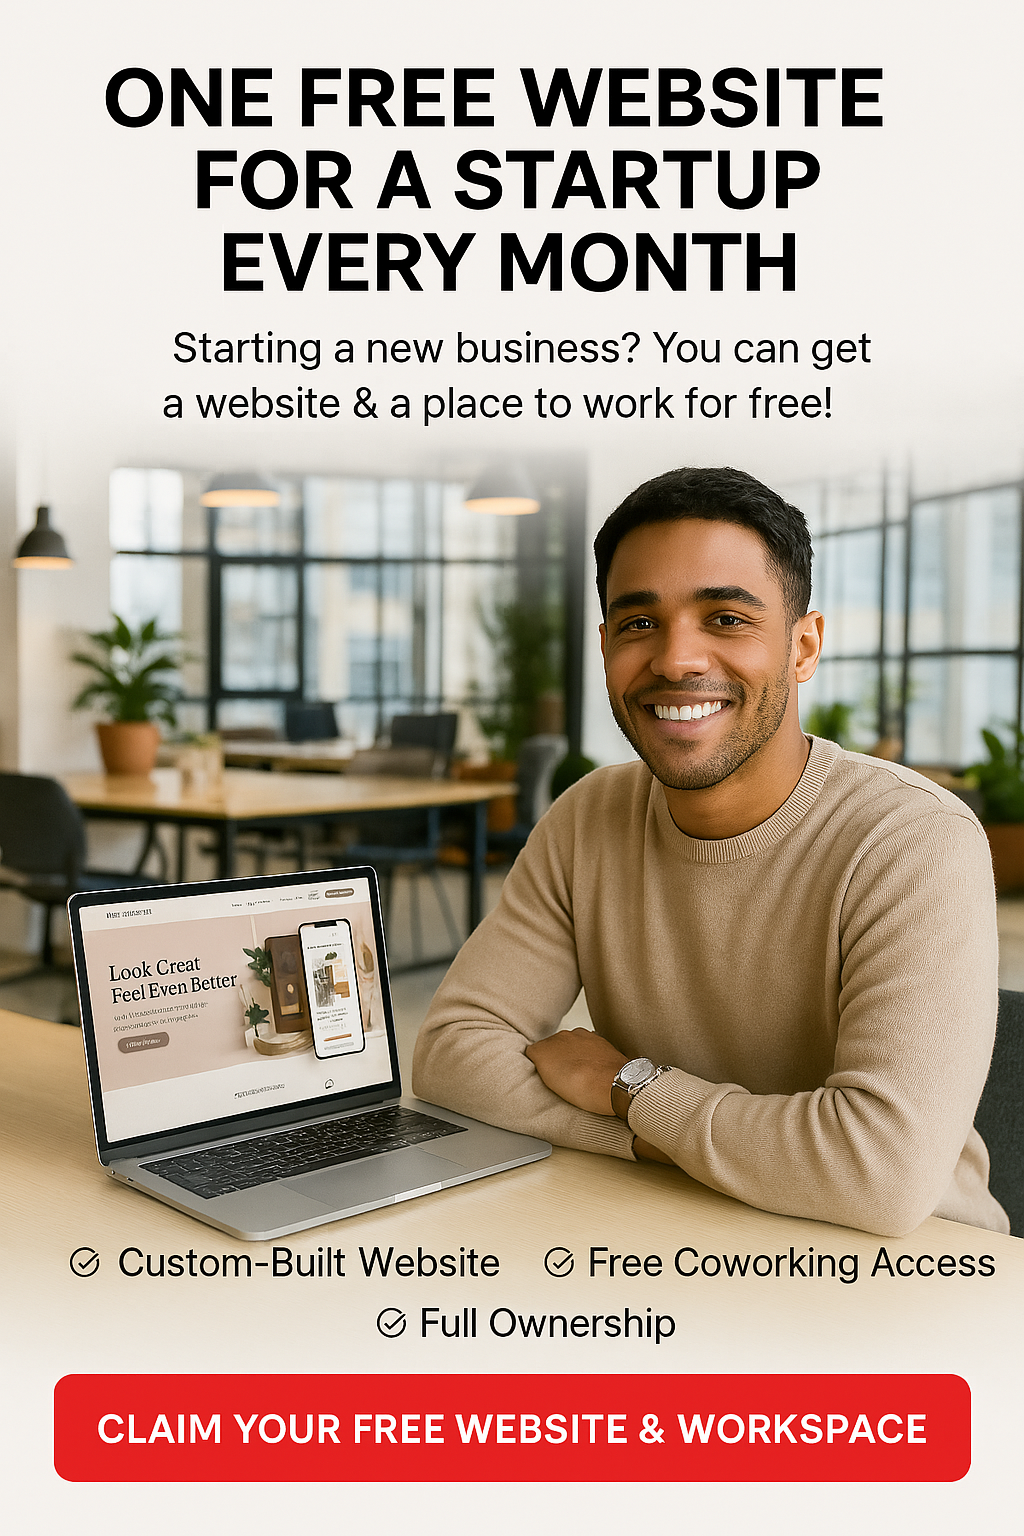 ONE FREE WEBSITE
FOR A STARTUP
EVERY MONTH
Starting a new business? You can get
a website & a place to work for free!
Look Creat
Feel Even Better
Custom-Built Website
Free Coworking Access
Full Ownership
CLAIM YOUR FREE WEBSITE & WORKSPACE